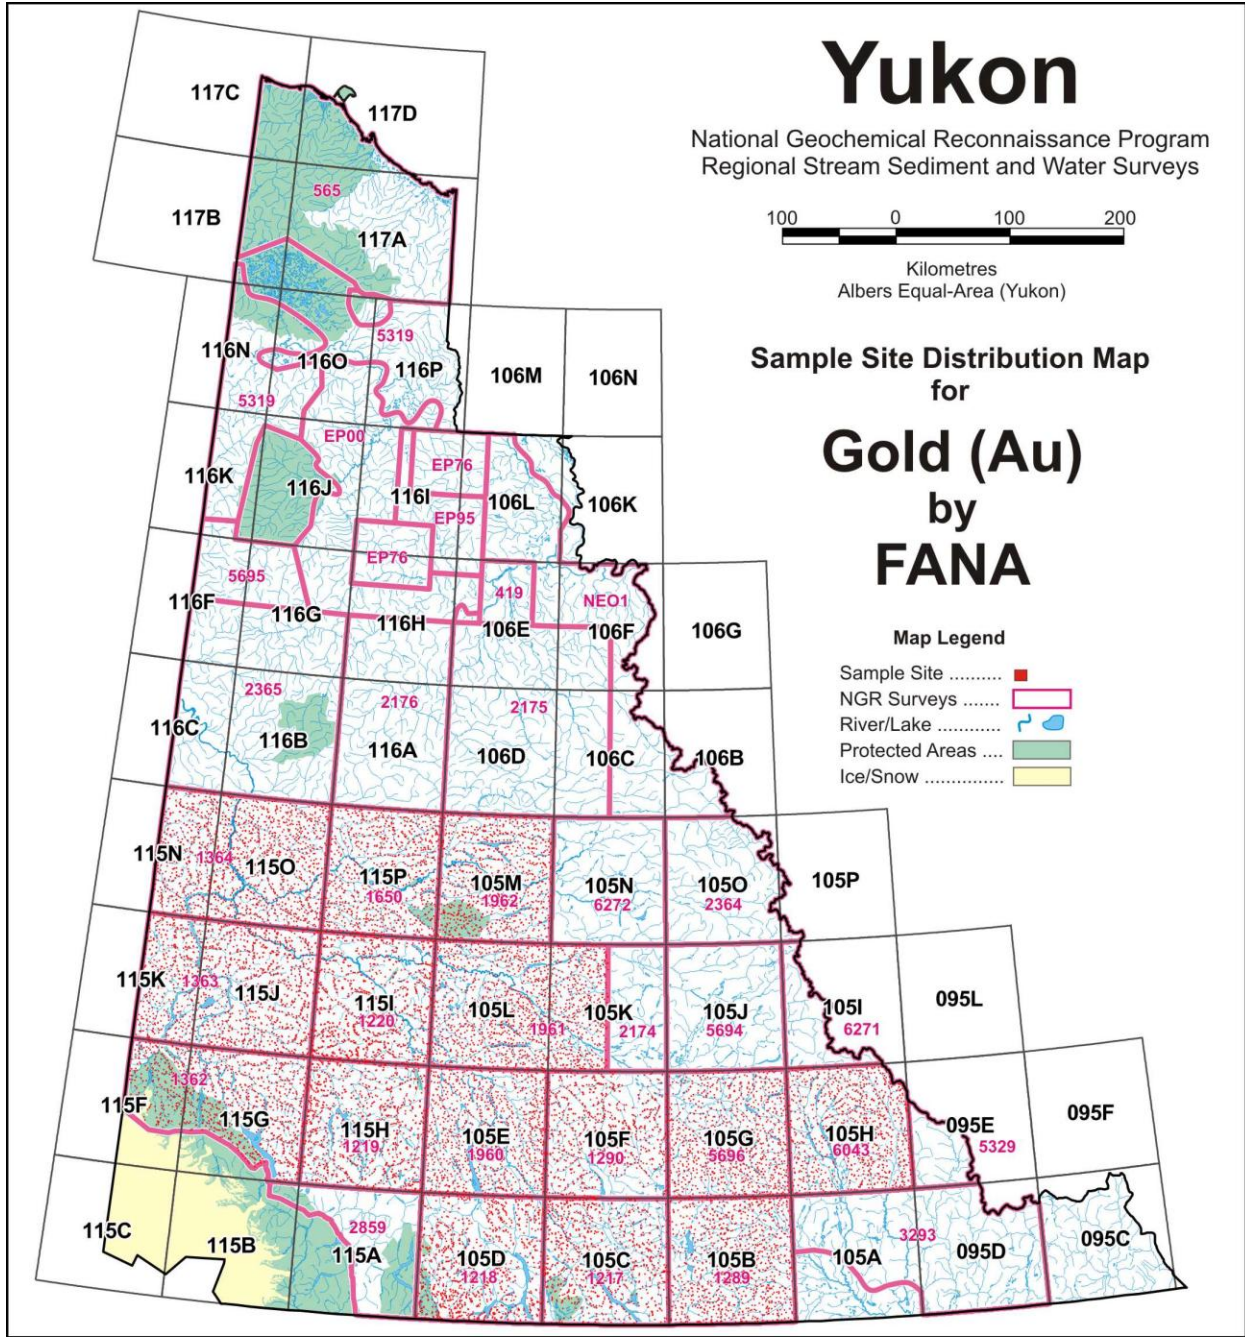 Yukon
National Geochemical Reconnaissance Program
Regional Stream Sediment and Water Surveys
100 0 100 200
Kilometres
Albers Equal-Area (Yukon)
Sample Site Distribution Map
for
Gold (Au)
by
FANA
Map Legend
Sample Site ..........
NGR Surveys .......
River/Lake ............
Protected Areas ....
Ice/Snow ...............
117C
117D
565
117B
117A
5319
116N
116O
116P
106M
106N
5319
EP00
EP76
116K
116J
116I
106L
106K
EP95
EP76
5695
419
NEO1
116F
116G
116H
106E
106F
106G
2365
2176
2175
116C
116B
116A
106D
106C
106B
115N
1364
115O
115P
1650
105M
1962
105N
6272
105O
2364
105P
115K
1363
115J
115I
1220
105L
1961
105K
2174
105J
5694
105I
6271
095L
1362
115F
115G
115H
1219
105E
1960
105F
1290
105G
5696
105H
6043
095E
5329
095F
115C
115B
2859
115A
105D
1218
105C
1217
105B
1289
105A
3293
095D
095C